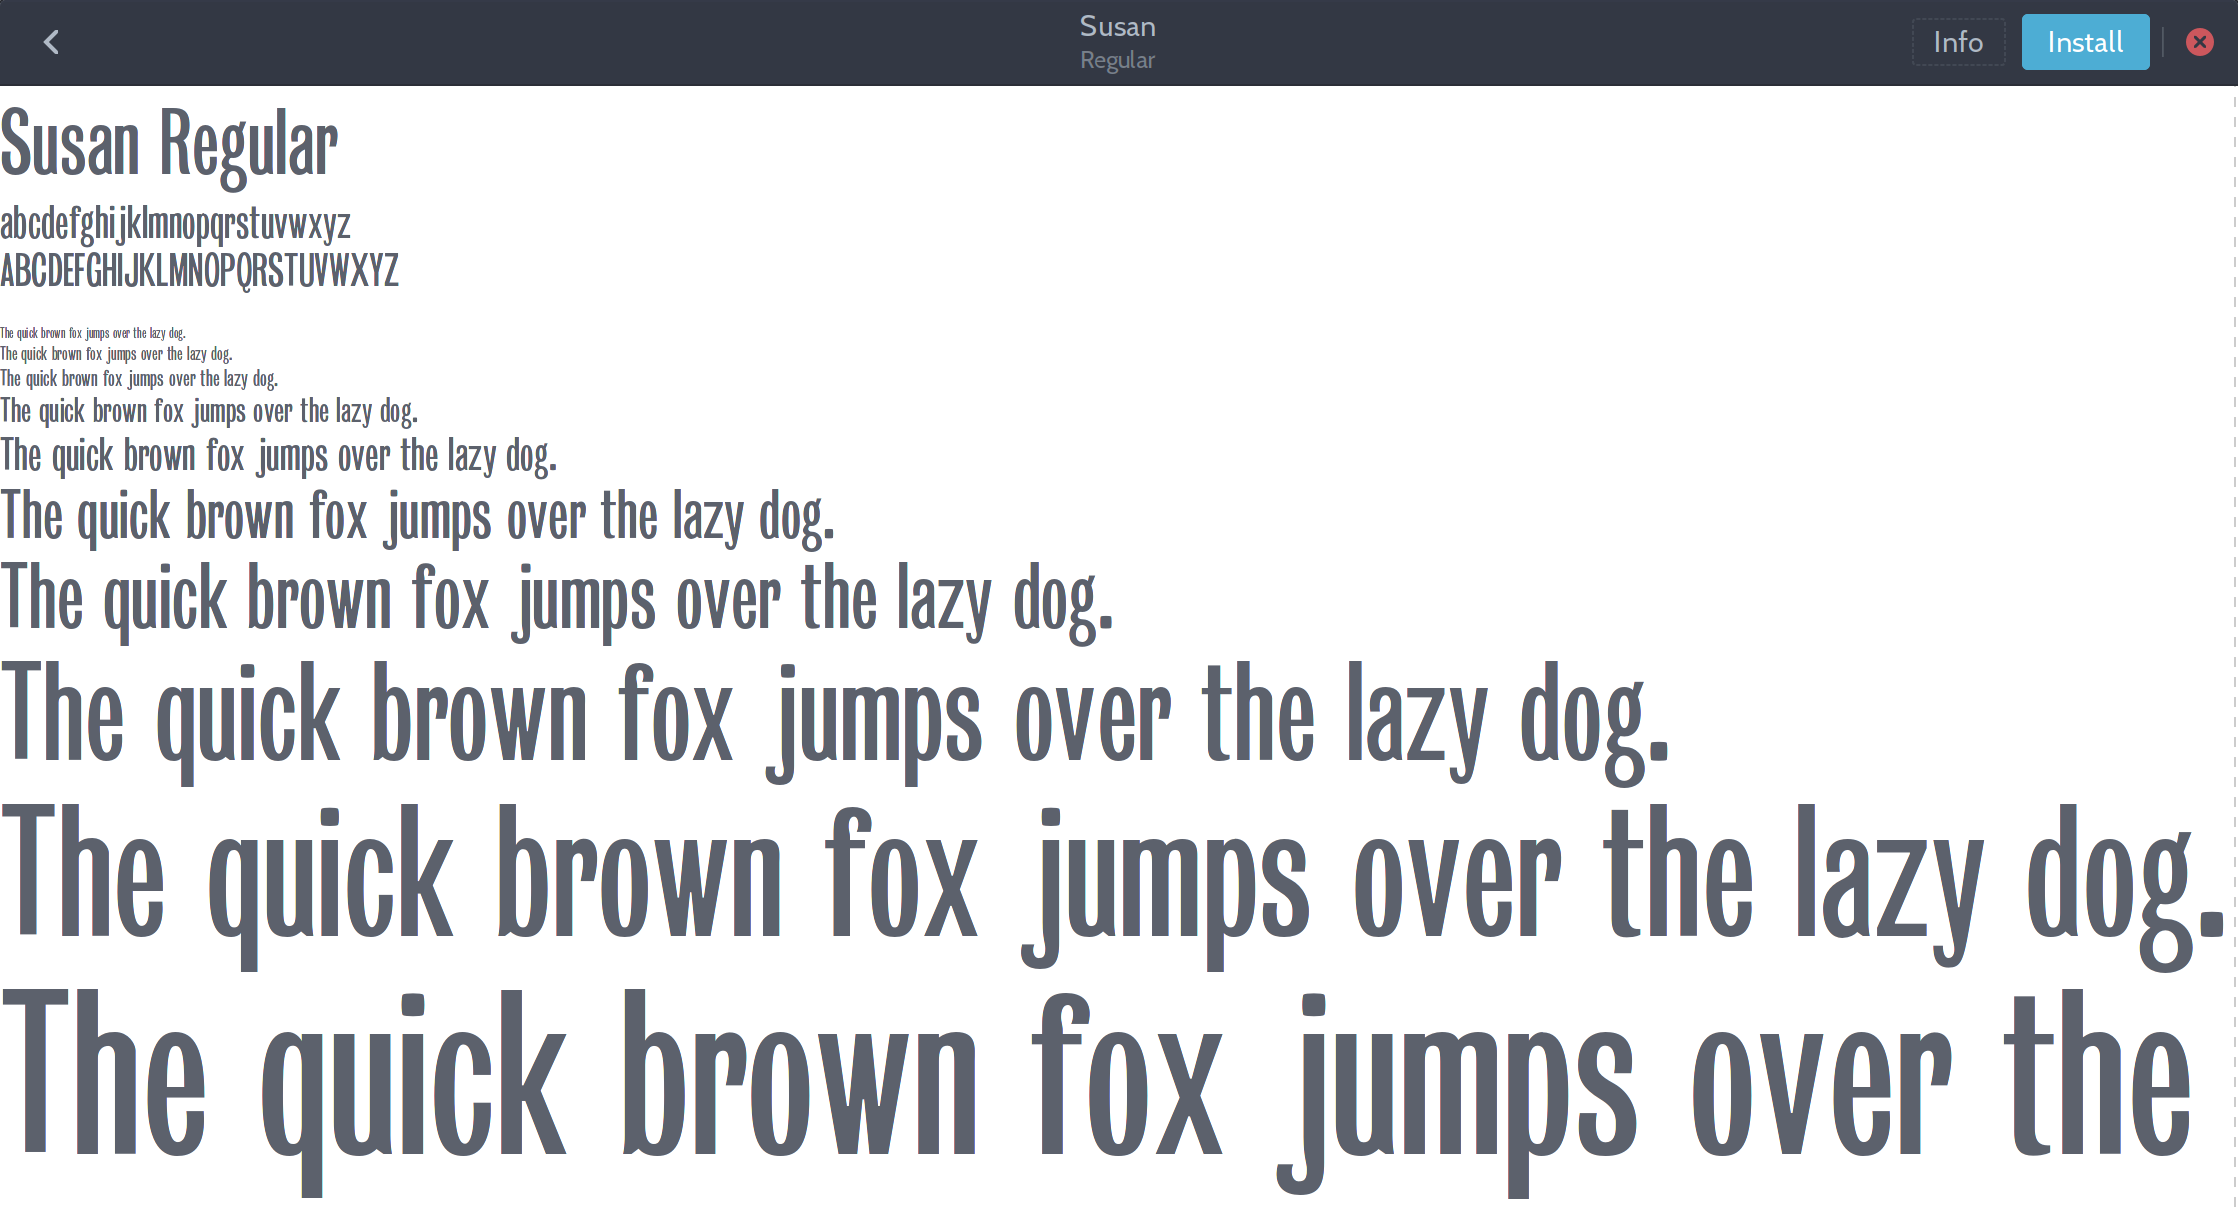 Susan
Regular
Info
Install
Susan Regular
abcdefghijklmnopqrstuvwxyz
ABCDEFGHIJKLMNOPQRSTUVWXYZ
The quick brown fox jumps over the lazy dog.
The quick brown fox jumps over the lazy dog.
The quick brown fox jumps over the lazy dog.
The quick brown fox jumps over the lazy dog.
The quick brown fox jumps over the lazy dog.
The quick brown fox jumps over the lazy dog.
The quick brown fox jumps over the lazy dog.
The quick brown fox jumps over the lazy dog.
The quick brown fox jumps over the lazy dog.
The quick brown fox jumps over the